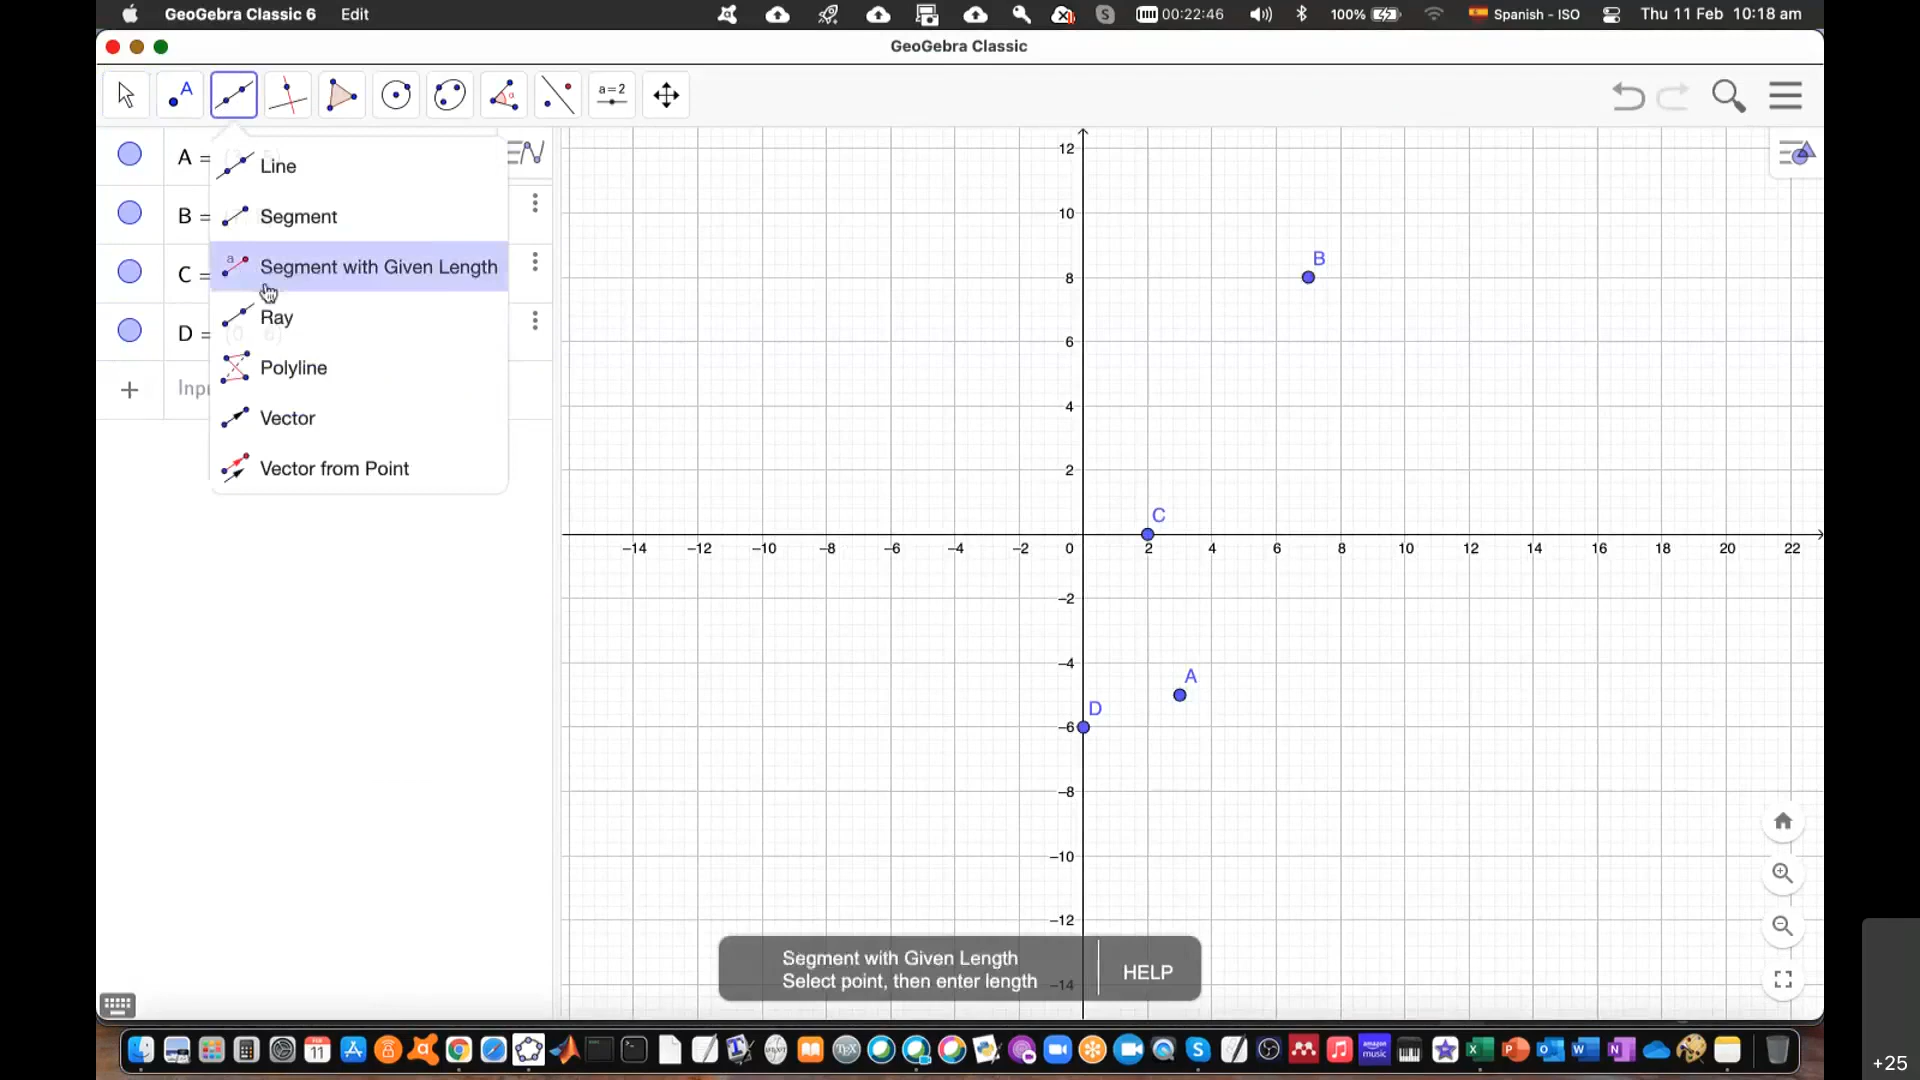 GeoGebra Classic 6 Edit 00:22:46 100% Spanish - ISO Thu 11 Feb 10:18 am
GeoGebra Classic
A
a = 2
A =
B =
C =
D =
Line
Segment
a
Segment with Given Length
Ray
Polyline
Vector
Vector from Point
12
10
8
6
4
2
B
C
−14 −12 −10 −8 −6 −4 −2 0 2 4 6 8 10 12 14 16 18 20 22
−2
−4
A
D
−6
−8
−10
−12
−14
Segment with Given Length
Select point, then enter length
HELP
+25